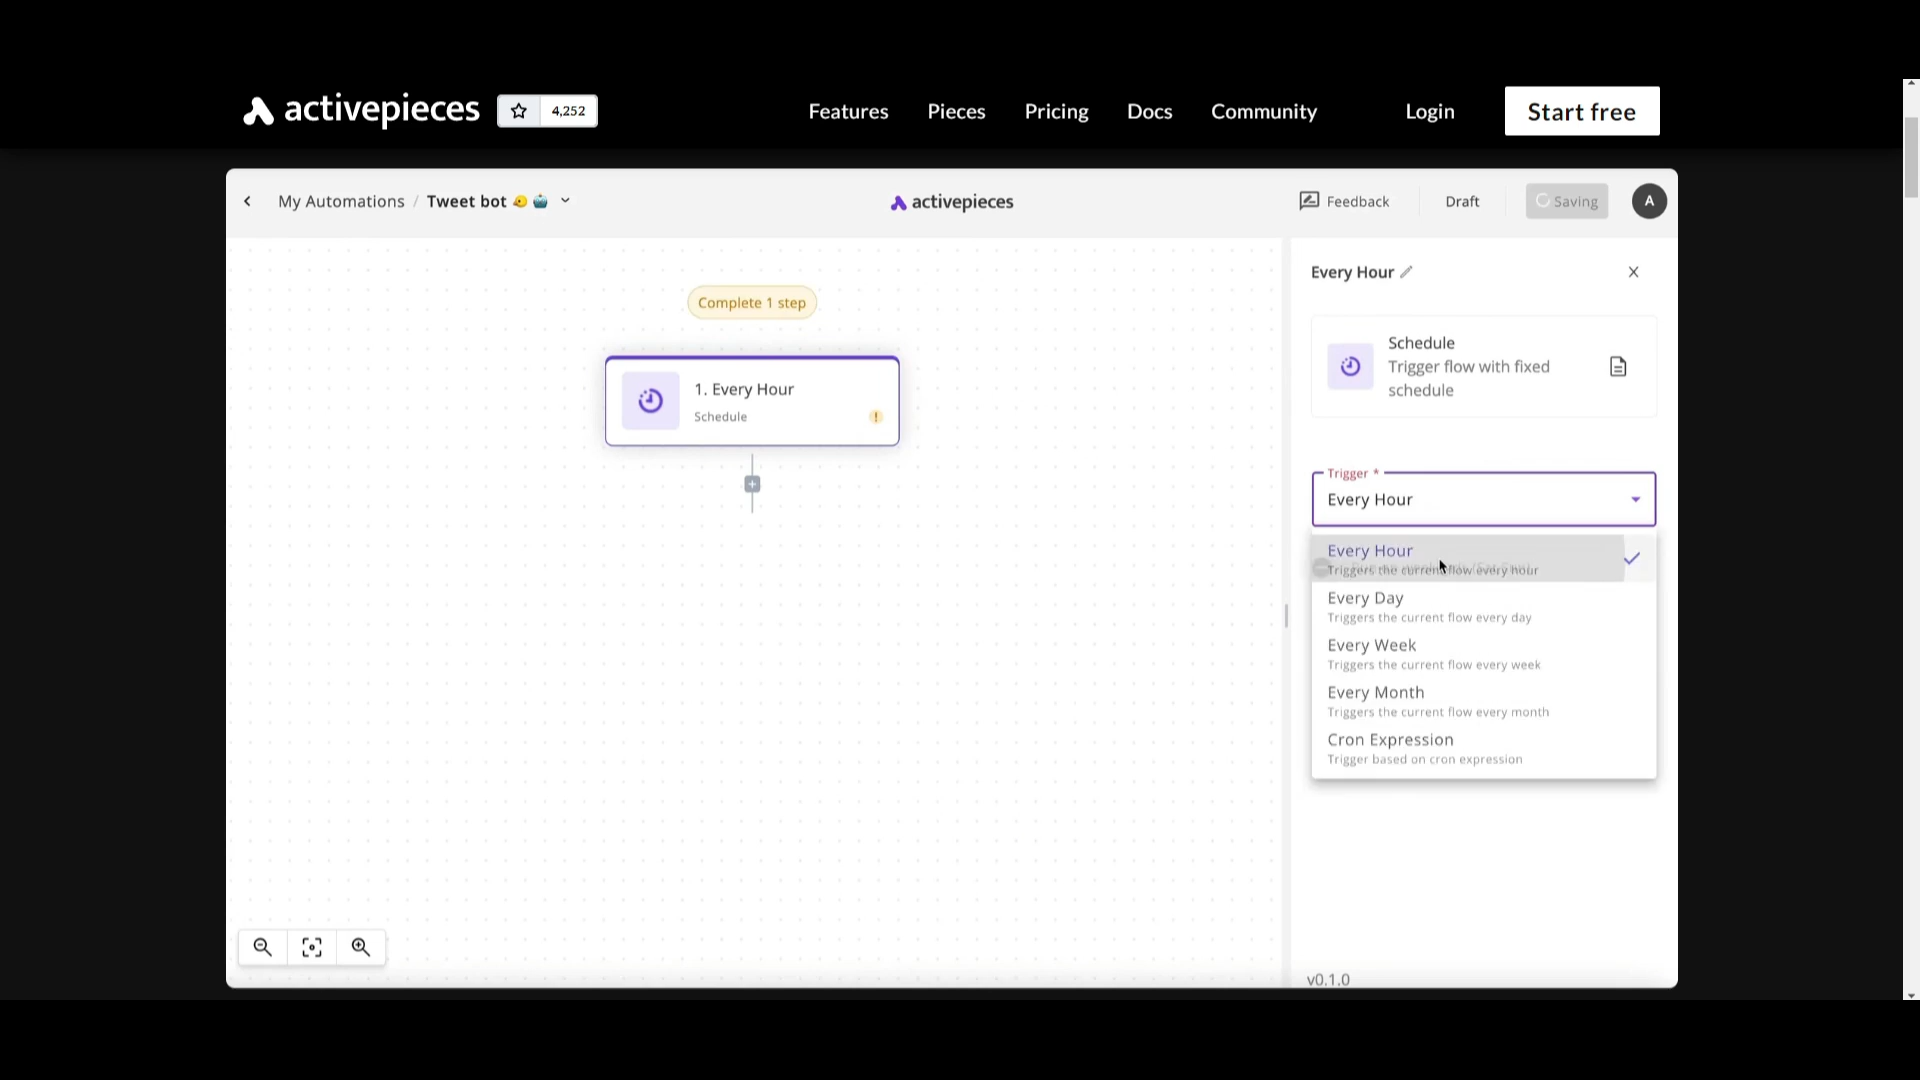 activepieces 4,252 Features Pieces Pricing Docs Community Login Start free
My Automations / Tweet bot activepieces Feedback Draft Saving A
Complete 1 step
1. Every Hour
Schedule
!
Every Hour
Schedule
Trigger flow with fixed
schedule
Trigger *
Every Hour
Every Hour
Triggers the current flow every hour
Every Day
Triggers the current flow every day
Every Week
Triggers the current flow every week
Every Month
Triggers the current flow every month
Cron Expression
Trigger based on cron expression
v0.1.0